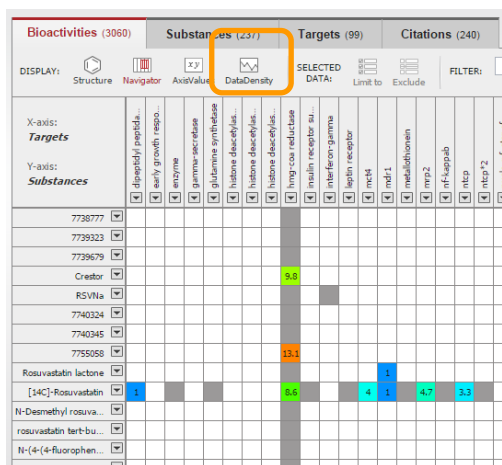 Bioactivities (3060)
Substances (237)
Targets (99)
Citations (240)
DISPLAY:
Structure
Navigator
xy
AxisValues
DataDensity
SELECTED DATA:
Limit to
Exclude
FILTER:
X-axis:
Targets
Y-axis:
Substances
dipeptidyl peptida...
early growth respo...
enzyme
gamma-secretase
glutamine synthetase
histone deacetylas...
histone deacetylas...
histone deacetylas...
hmg-coa reductase
insulin receptor su...
interferon-gamma
leptin receptor
mct4
mdr1
metallothionein
mrp2
nf-kappab
ntcp
ntcp*2
7738777
7739323
7739679
Crestor 9.8
RSVNa
7740324
7740345
7755058 13.1
Rosuvastatin lactone 1
[14C]-Rosuvastatin 1 8.6 4 1 4.7 3.3
N-Desmethyl rosuva...
rosuvastatin tert-bu...
N-(4-(4-fluorophen...